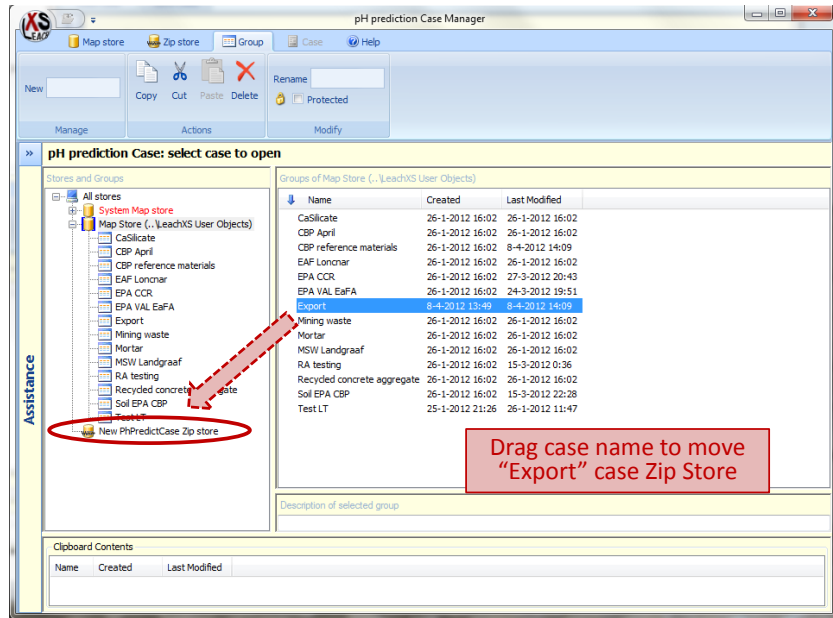 pH prediction Case Manager
XS
LEACH
Map store Zip store Group Case Help
New
Copy Cut Paste Delete
Rename
Protected
Manage Actions Modify
»
pH prediction Case: select case to open
Stores and Groups
All stores
System Map store
Map Store (..\LeachXS User Objects)
CaSilicate
CBP April
CBP reference materials
EAF Loncnar
EPA CCR
EPA VAL EaFA
Export
Mining waste
Mortar
MSW Landgraaf
RA testing
Recycled concrete aggregate
Soil EPA CBP
Test LT
New PhPredictCase Zip store
Groups of Map Store (..\LeachXS User Objects)
Name Created Last Modified
CaSilicate 26-1-2012 16:02 26-1-2012 16:02
CBP April 26-1-2012 16:02 26-1-2012 16:02
CBP reference materials 26-1-2012 16:02 8-4-2012 14:09
EAF Loncnar 26-1-2012 16:02 26-1-2012 16:02
EPA CCR 26-1-2012 16:02 27-3-2012 20:43
EPA VAL EaFA 26-1-2012 16:02 24-3-2012 19:51
Export 8-4-2012 13:49 8-4-2012 14:09
Mining waste 26-1-2012 16:02 26-1-2012 16:02
Mortar 26-1-2012 16:02 26-1-2012 16:02
MSW Landgraaf 26-1-2012 16:02 26-1-2012 16:02
RA testing 26-1-2012 16:02 15-3-2012 0:36
Recycled concrete aggregate 26-1-2012 16:02 26-1-2012 16:02
Soil EPA CBP 26-1-2012 16:02 15-3-2012 22:28
Test LT 25-1-2012 21:26 26-1-2012 11:47
Drag case name to move
“Export” case Zip Store
Description of selected group
Assistance
Clipboard Contents
Name Created Last Modified